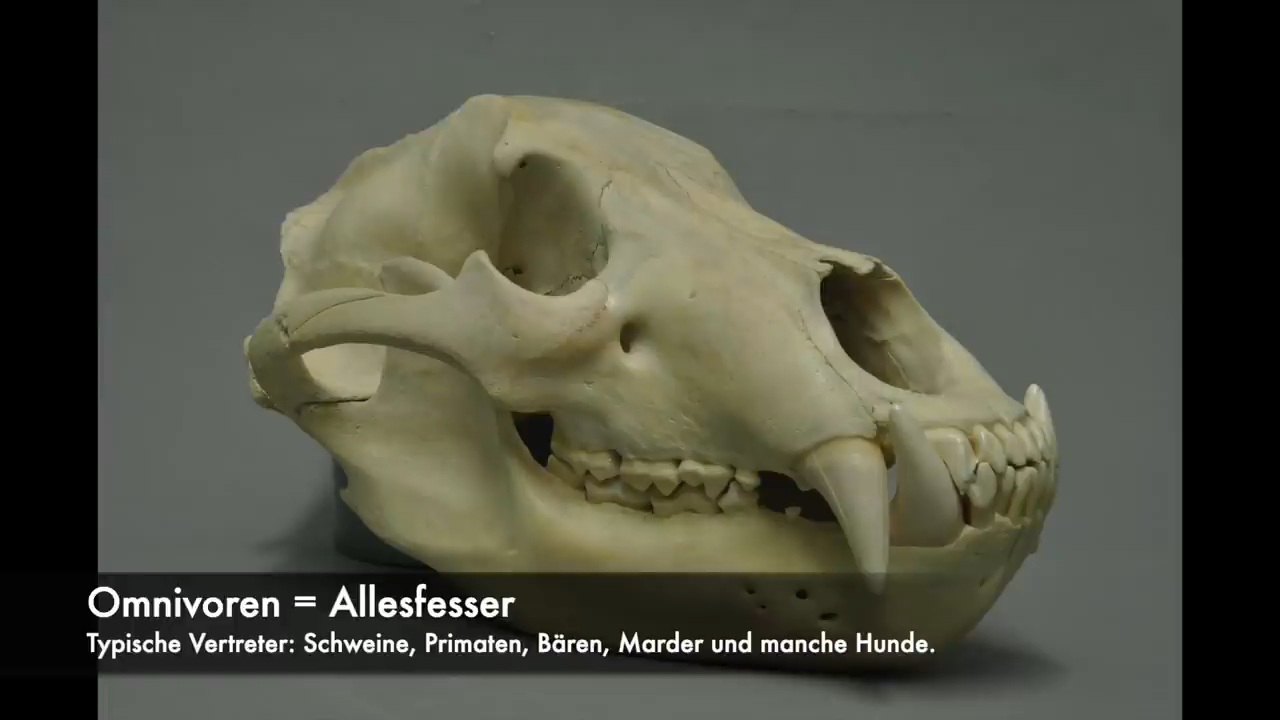 Omnivoren = Allesfesser
Typische Vertreter: Schweine, Primaten, Bären, Marder und manche Hunde.